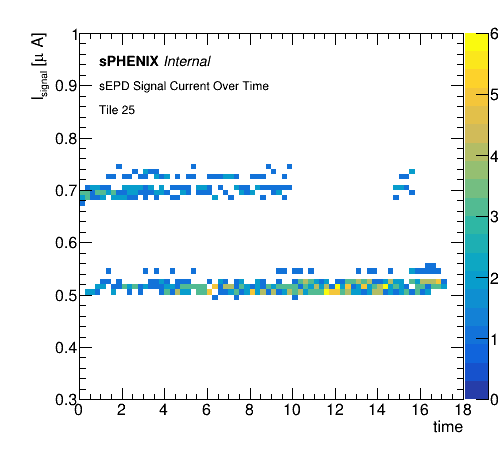 I_signal [μ A]
1
0.9
0.8
0.7
0.6
0.5
0.4
0.3
sPHENIX Internal
sEPD Signal Current Over Time
Tile 25
0 2 4 6 8 10 12 14 16 18
time
6
5
4
3
2
1
0